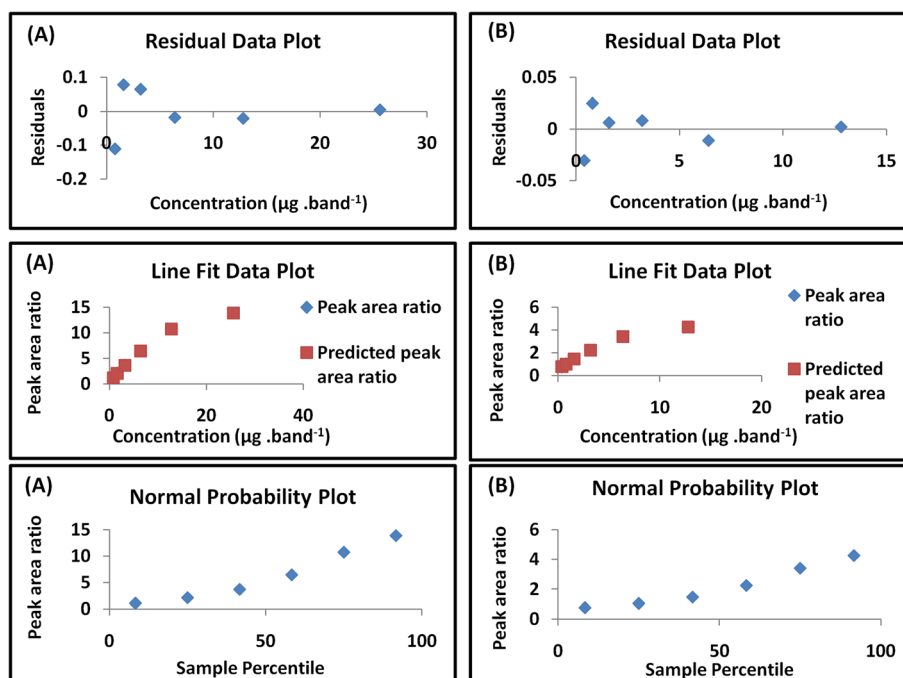 (A)
Residual Data Plot
Residuals
0.1
0
-0.1
-0.2
0 10 20 30
Concentration (µg .band⁻¹)
(B)
Residual Data Plot
Residuals
0.05
0
-0.05
0 5 10 15
Concentration (µg .band⁻¹)
(A)
Line Fit Data Plot
Peak area ratio
15
10
5
0
0 20 40
Concentration (µg .band⁻¹)
Peak area ratio
Predicted peak
area ratio
(B)
Line Fit Data Plot
Peak area ratio
6
4
2
0
0 10 20
Concentration (µg .band⁻¹)
Peak area
ratio
Predicted
peak area
ratio
(A)
Normal Probability Plot
Peak area ratio
15
10
5
0
0 50 100
Sample Percentile
(B)
Normal Probability Plot
Peak area ratio
6
4
2
0
0 50 100
Sample Percentile